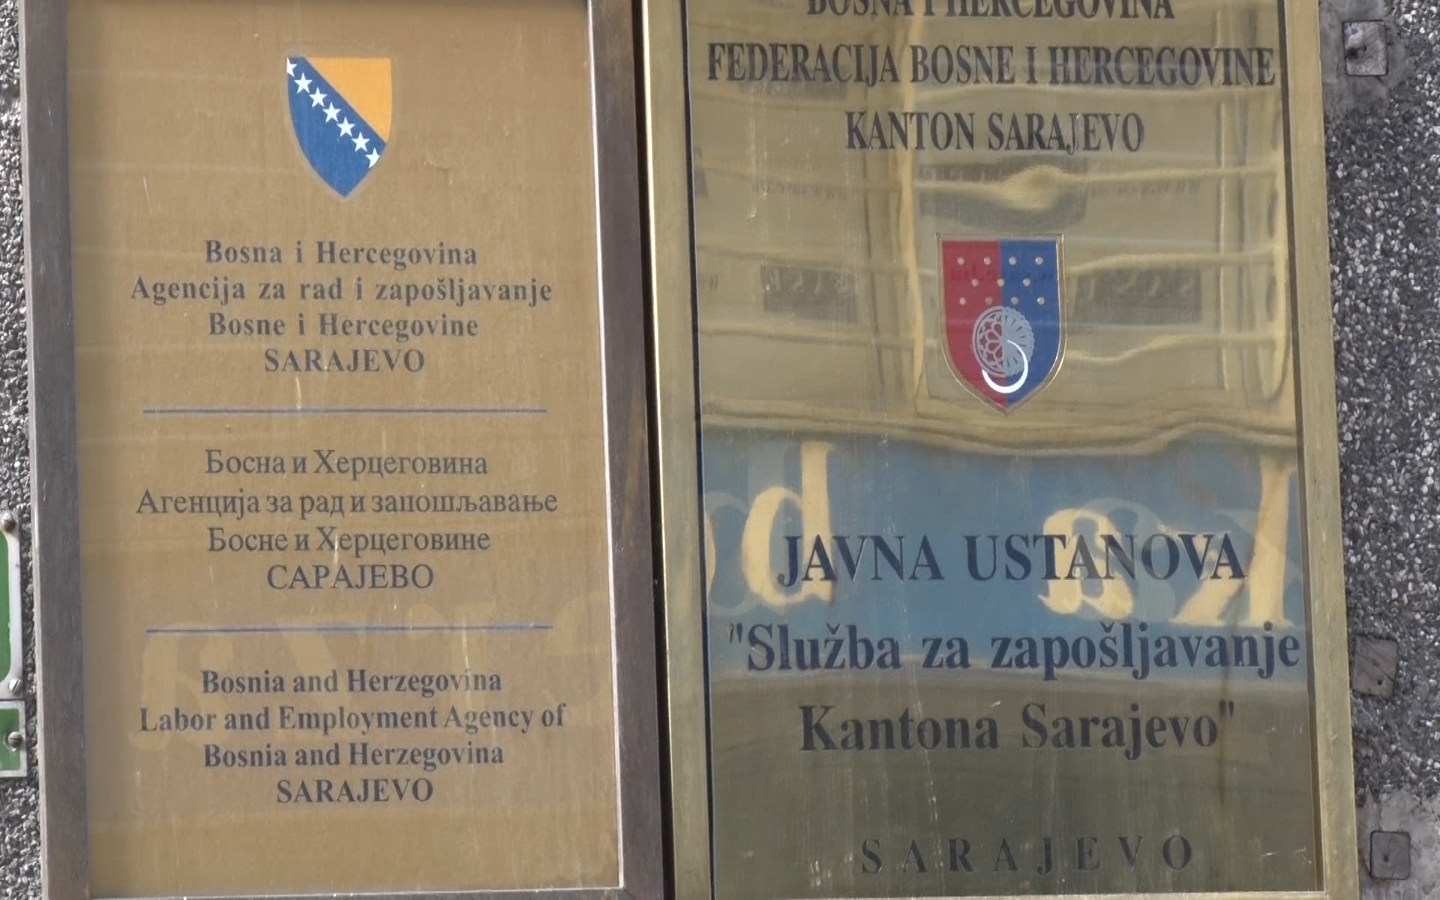 Bosna i Hercegovina
Agencija za rad i zapošljavanje
Bosne i Hercegovine
SARAJEVO
Босна и Херцеговина
Агенција за рад и запошљавање
Босне и Херцеговине
САРАЈЕВО
Bosnia and Herzegovina
Labor and Employment Agency of
Bosnia and Herzegovina
SARAJEVO
BOSNA I HERCEGOVINA
FEDERACIJA BOSNE I HERCEGOVINE
KANTON SARAJEVO
JAVNA USTANOVA
"Služba za zapošljavanje
Kantona Sarajevo"
SARAJEVO